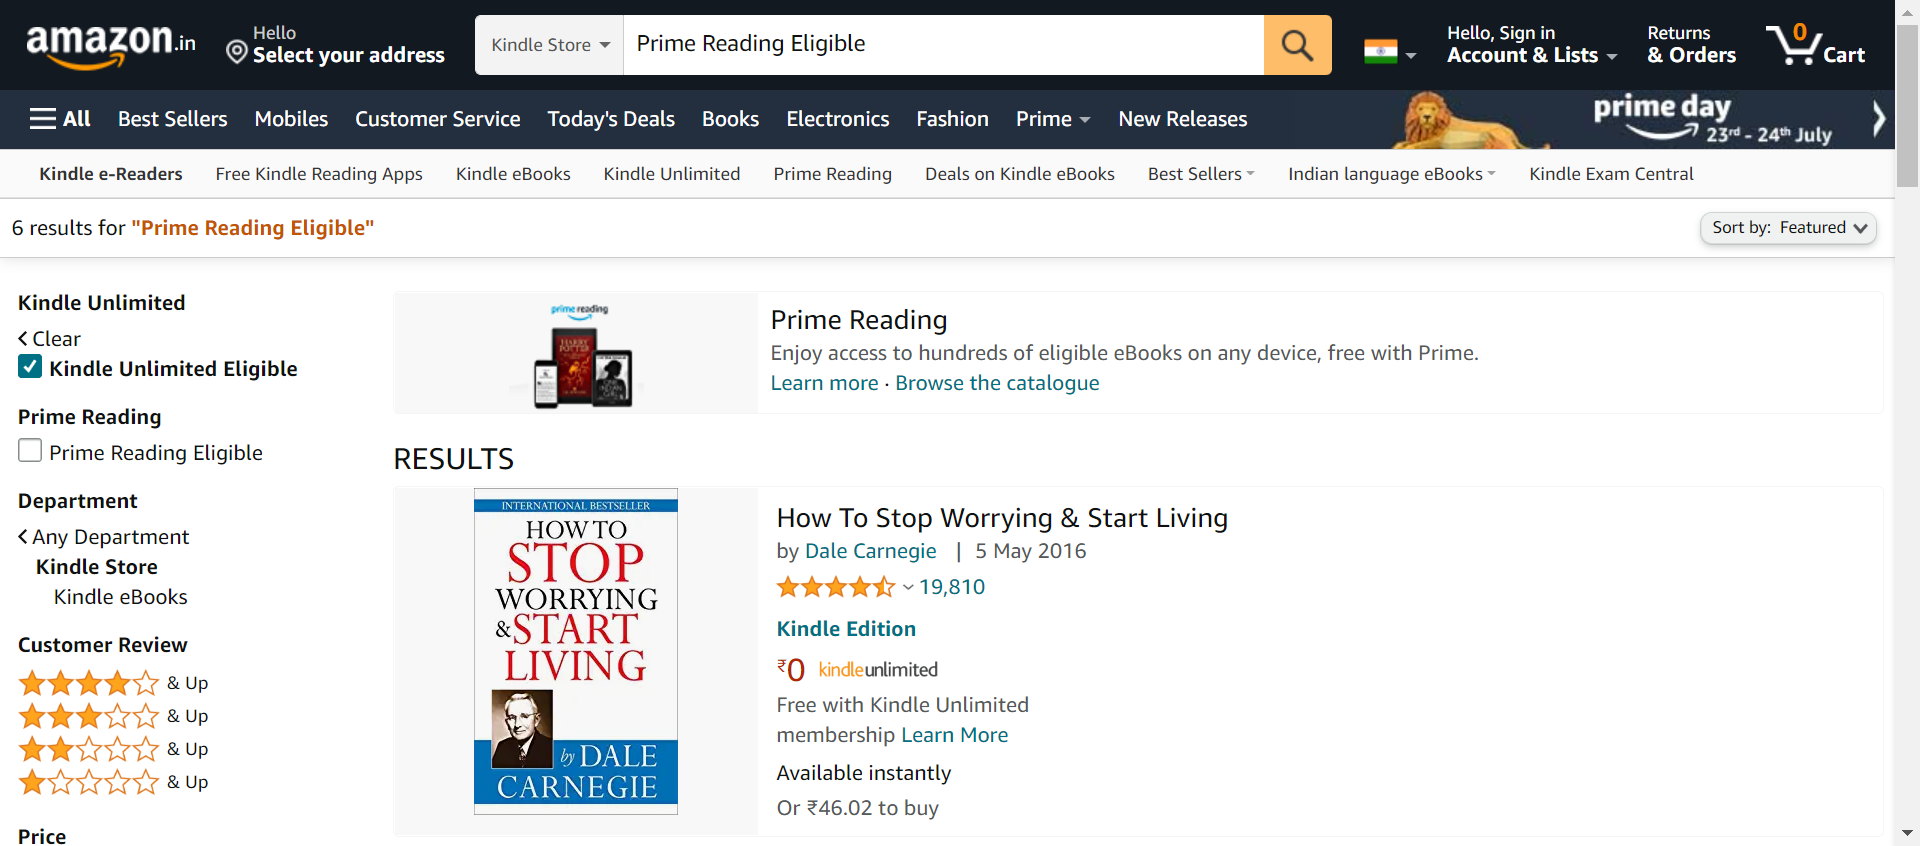 amazon.in
Hello
Select your address
Kindle Store
Prime Reading Eligible
Hello, Sign in
Account & Lists
Returns
& Orders
0
Cart
All
Best Sellers
Mobiles
Customer Service
Today's Deals
Books
Electronics
Fashion
Prime
New Releases
prime day
23rd - 24th July
Kindle e-Readers
Free Kindle Reading Apps
Kindle eBooks
Kindle Unlimited
Prime Reading
Deals on Kindle eBooks
Best Sellers
Indian language eBooks
Kindle Exam Central
6 results for "Prime Reading Eligible"
Sort by: Featured
Kindle Unlimited
Clear
Kindle Unlimited Eligible
Prime Reading
Prime Reading Eligible
Department
Any Department
Kindle Store
Kindle eBooks
Customer Review
& Up
& Up
& Up
& Up
Price
prime reading
HARRY
POTTER
Prime Reading
Enjoy access to hundreds of eligible eBooks on any device, free with Prime.
Learn more · Browse the catalogue
RESULTS
INTERNATIONAL BESTSELLER
HOW TO
STOP
WORRYING
& START
LIVING
by DALE
CARNEGIE
How To Stop Worrying & Start Living
by Dale Carnegie | 5 May 2016
19,810
Kindle Edition
₹0 kindleunlimited
Free with Kindle Unlimited
membership Learn More
Available instantly
Or ₹46.02 to buy